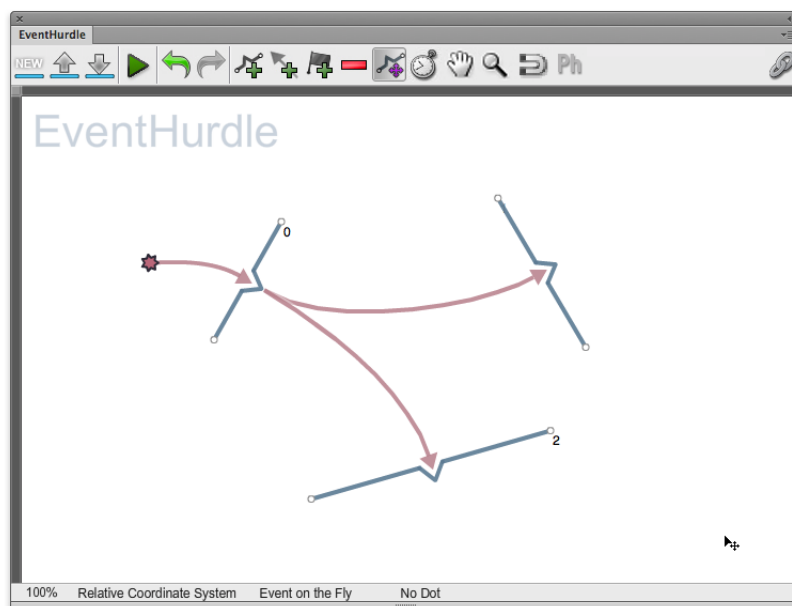 EventHurdle
NEW
Ph
EventHurdle
0
2
100% Relative Coordinate System Event on the Fly No Dot